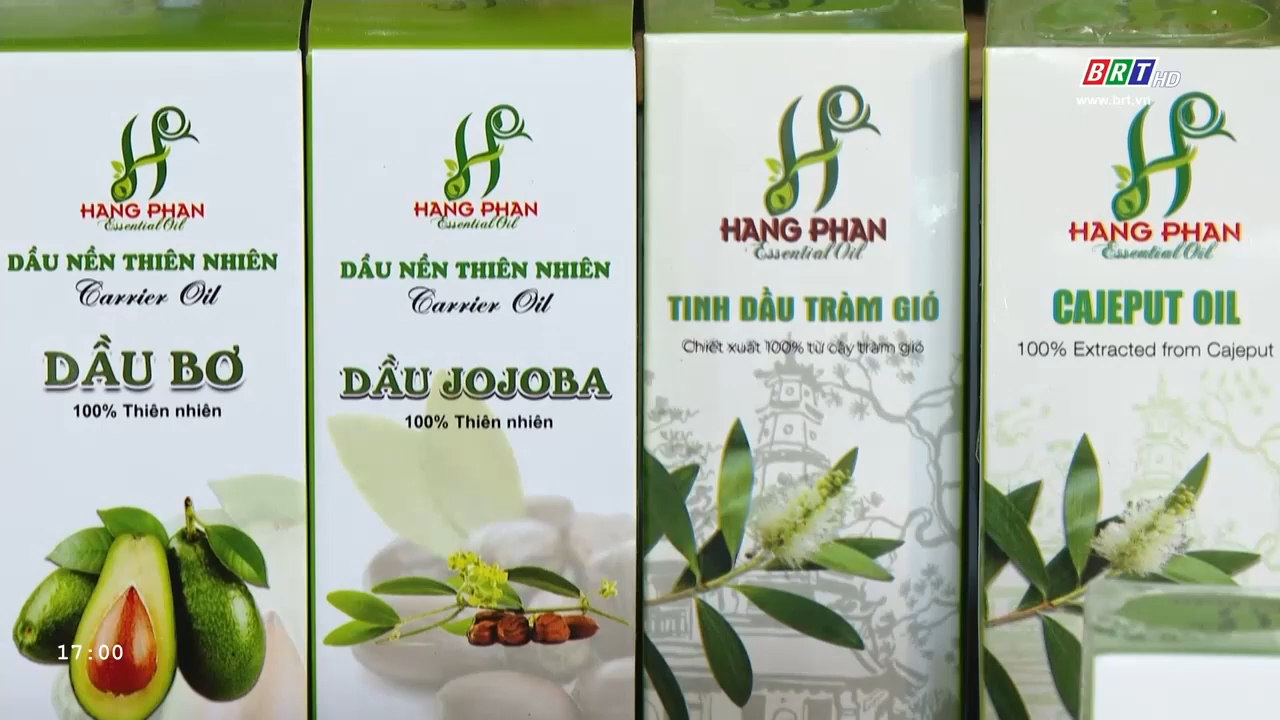 BRT HD
www.brt.vn
HANG PHAN
Essential Oil
DẦU NỀN THIÊN NHIÊN
Carrier Oil
DẦU BƠ
100% Thiên nhiên
HANG PHAN
Essential Oil
DẦU NỀN THIÊN NHIÊN
Carrier Oil
DẦU JOJOBA
100% Thiên nhiên
HANG PHAN
Essential Oil
TINH DẦU TRÀM GIÓ
Chiết xuất 100% từ cây tràm gió
HANG PHAN
Essential Oil
CAJEPUT OIL
100% Extracted from Cajeput
17:00